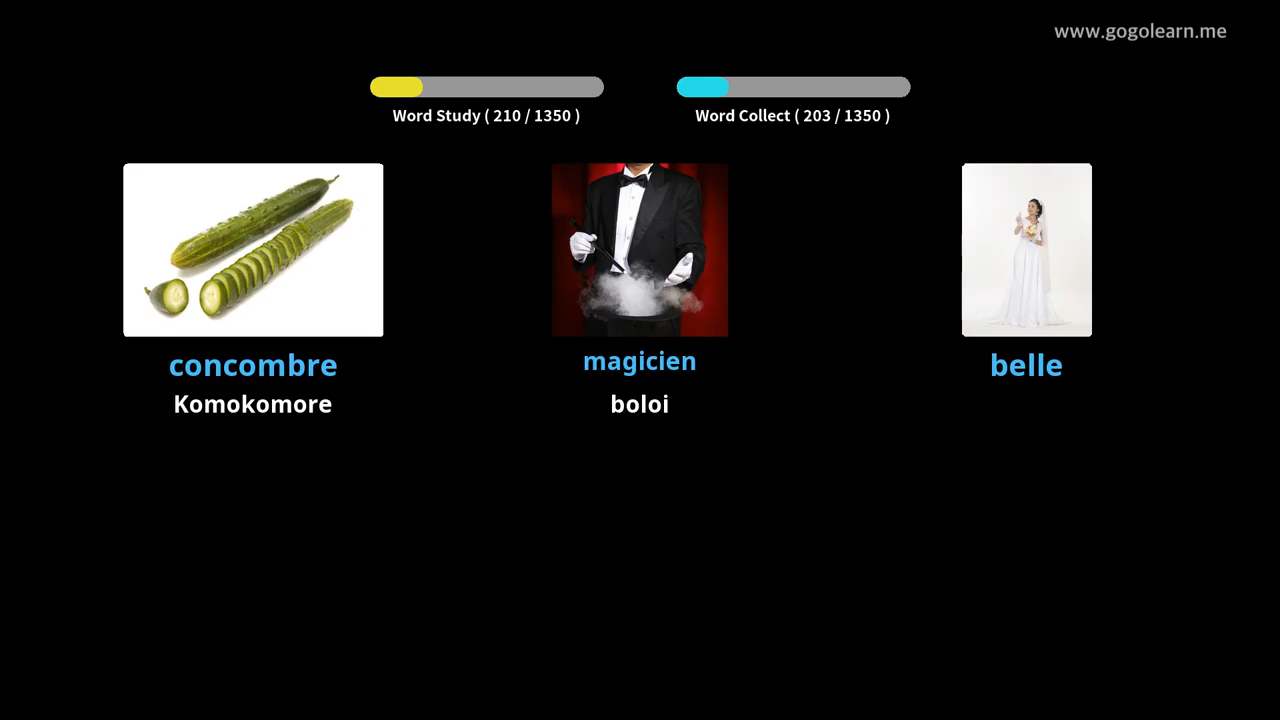 www.gogolearn.me
Word Study ( 210 / 1350 )
Word Collect ( 203 / 1350 )
concombre
magicien
belle
Komokomore
boloi